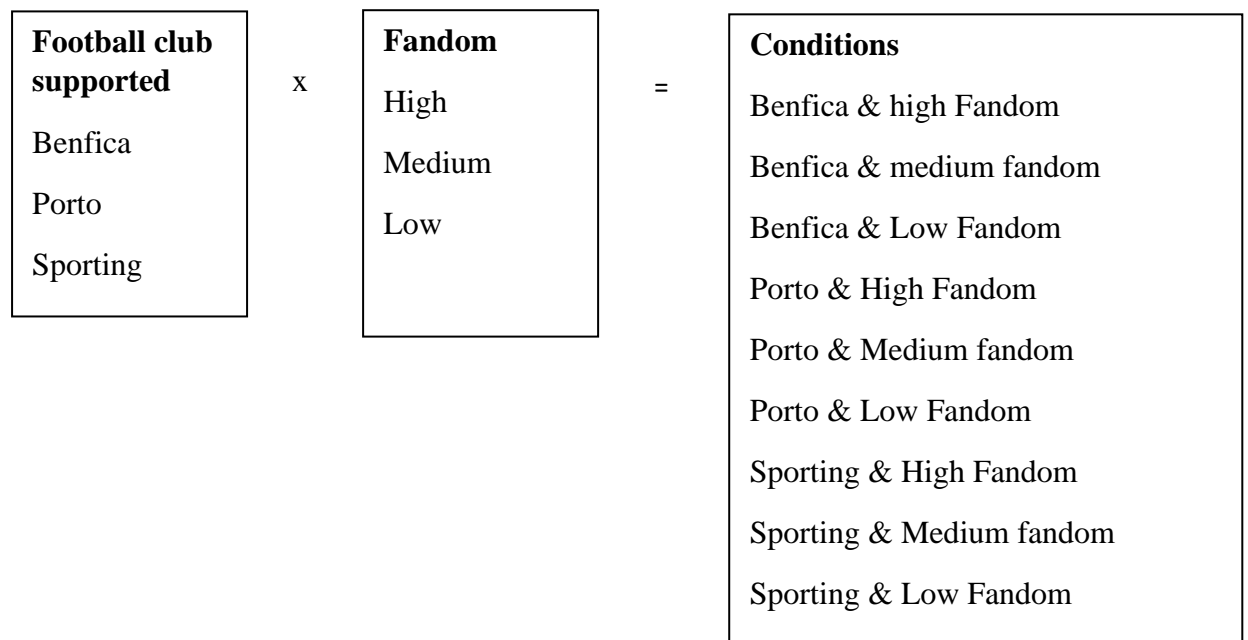 Football club
supported
Benfica
Porto
Sporting
x
Fandom
High
Medium
Low
=
Conditions
Benfica & high Fandom
Benfica & medium fandom
Benfica & Low Fandom
Porto & High Fandom
Porto & Medium fandom
Porto & Low Fandom
Sporting & High Fandom
Sporting & Medium fandom
Sporting & Low Fandom